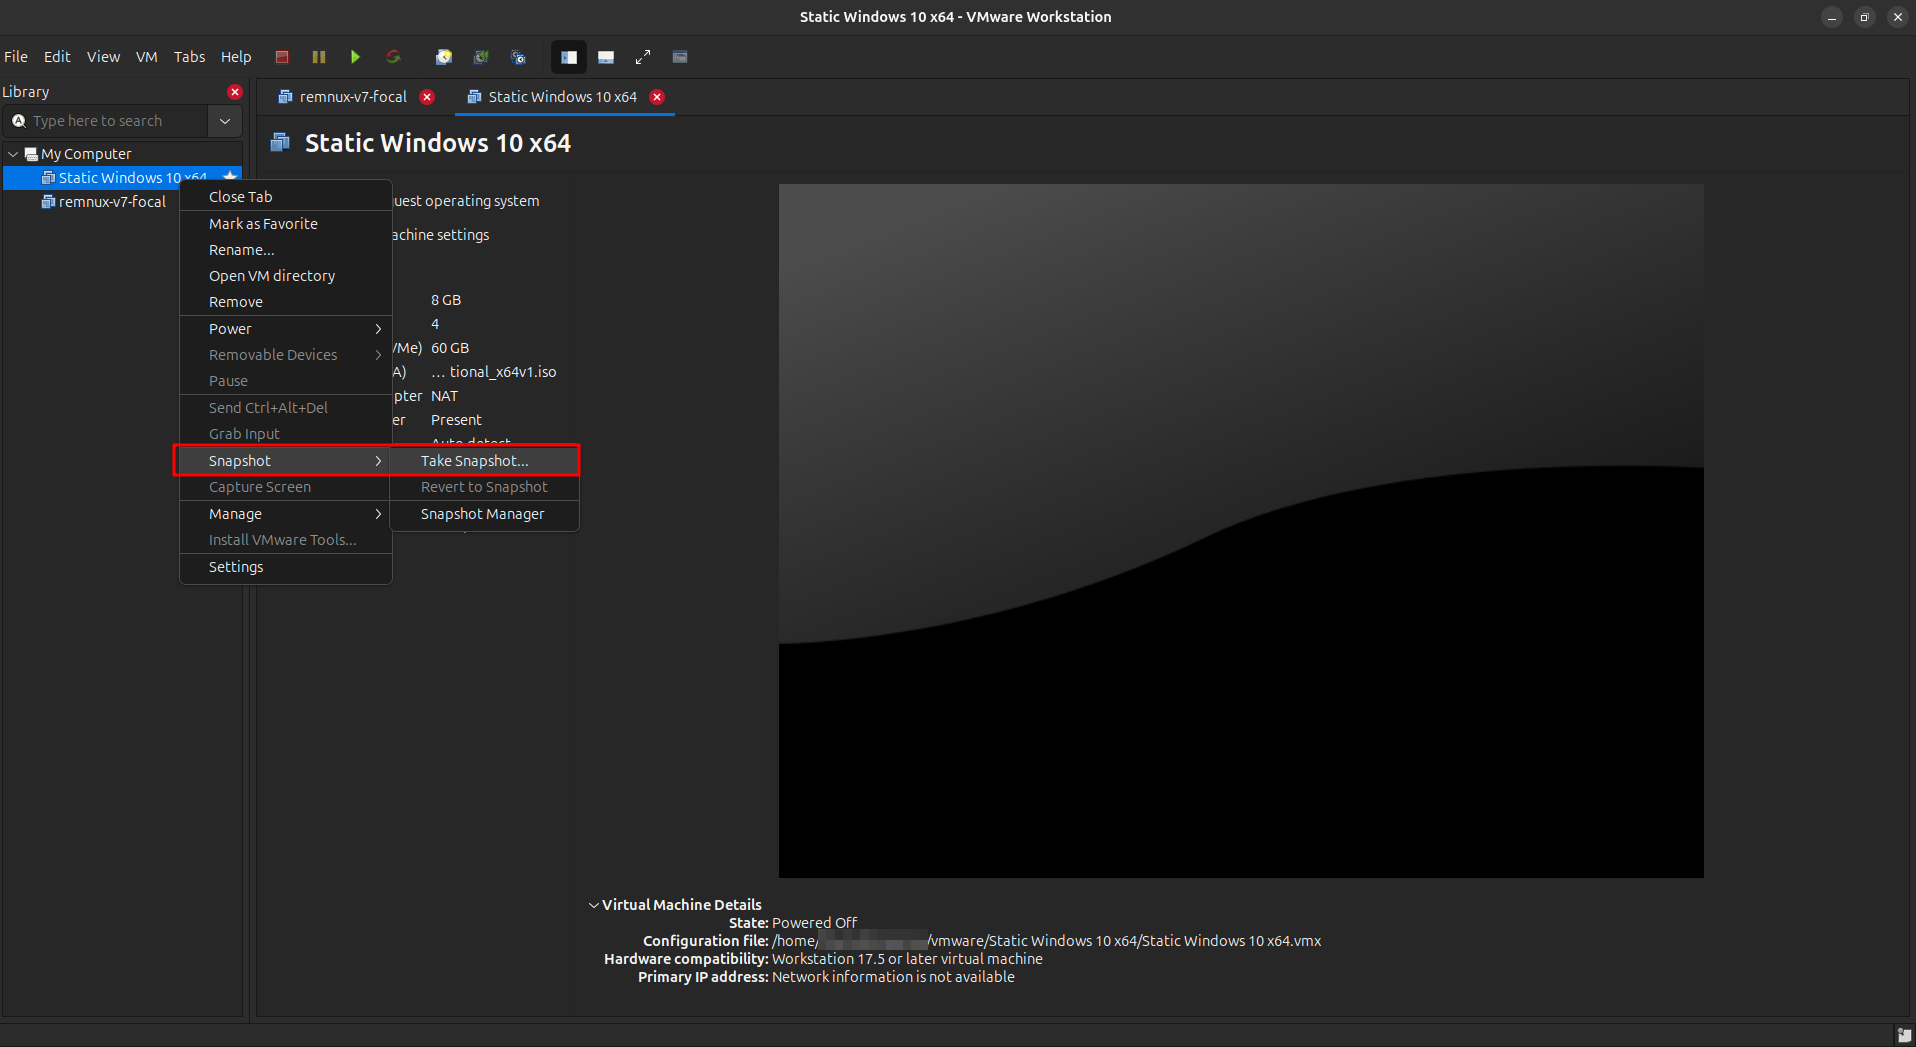 Static Windows 10 x64 - VMware Workstation
File Edit View VM Tabs Help
Library
Type here to search
My Computer
Static Windows 10 x64
remnux-v7-focal
remnux-v7-focal
Static Windows 10 x64
Static Windows 10 x64
Close Tab
Mark as Favorite
Rename...
Open VM directory
Remove
Power
Removable Devices
Pause
Send Ctrl+Alt+Del
Grab Input
Snapshot
Capture Screen
Manage
Install VMware Tools...
Settings
Take Snapshot...
Revert to Snapshot
Snapshot Manager
uest operating system
achine settings
8 GB
4
/Me) 60 GB
A) ... tional_x64v1.iso
pter NAT
er Present
Auto detect
Virtual Machine Details
State: Powered Off
Configuration file: /home/ /vmware/Static Windows 10 x64/Static Windows 10 x64.vmx
Hardware compatibility: Workstation 17.5 or later virtual machine
Primary IP address: Network information is not available